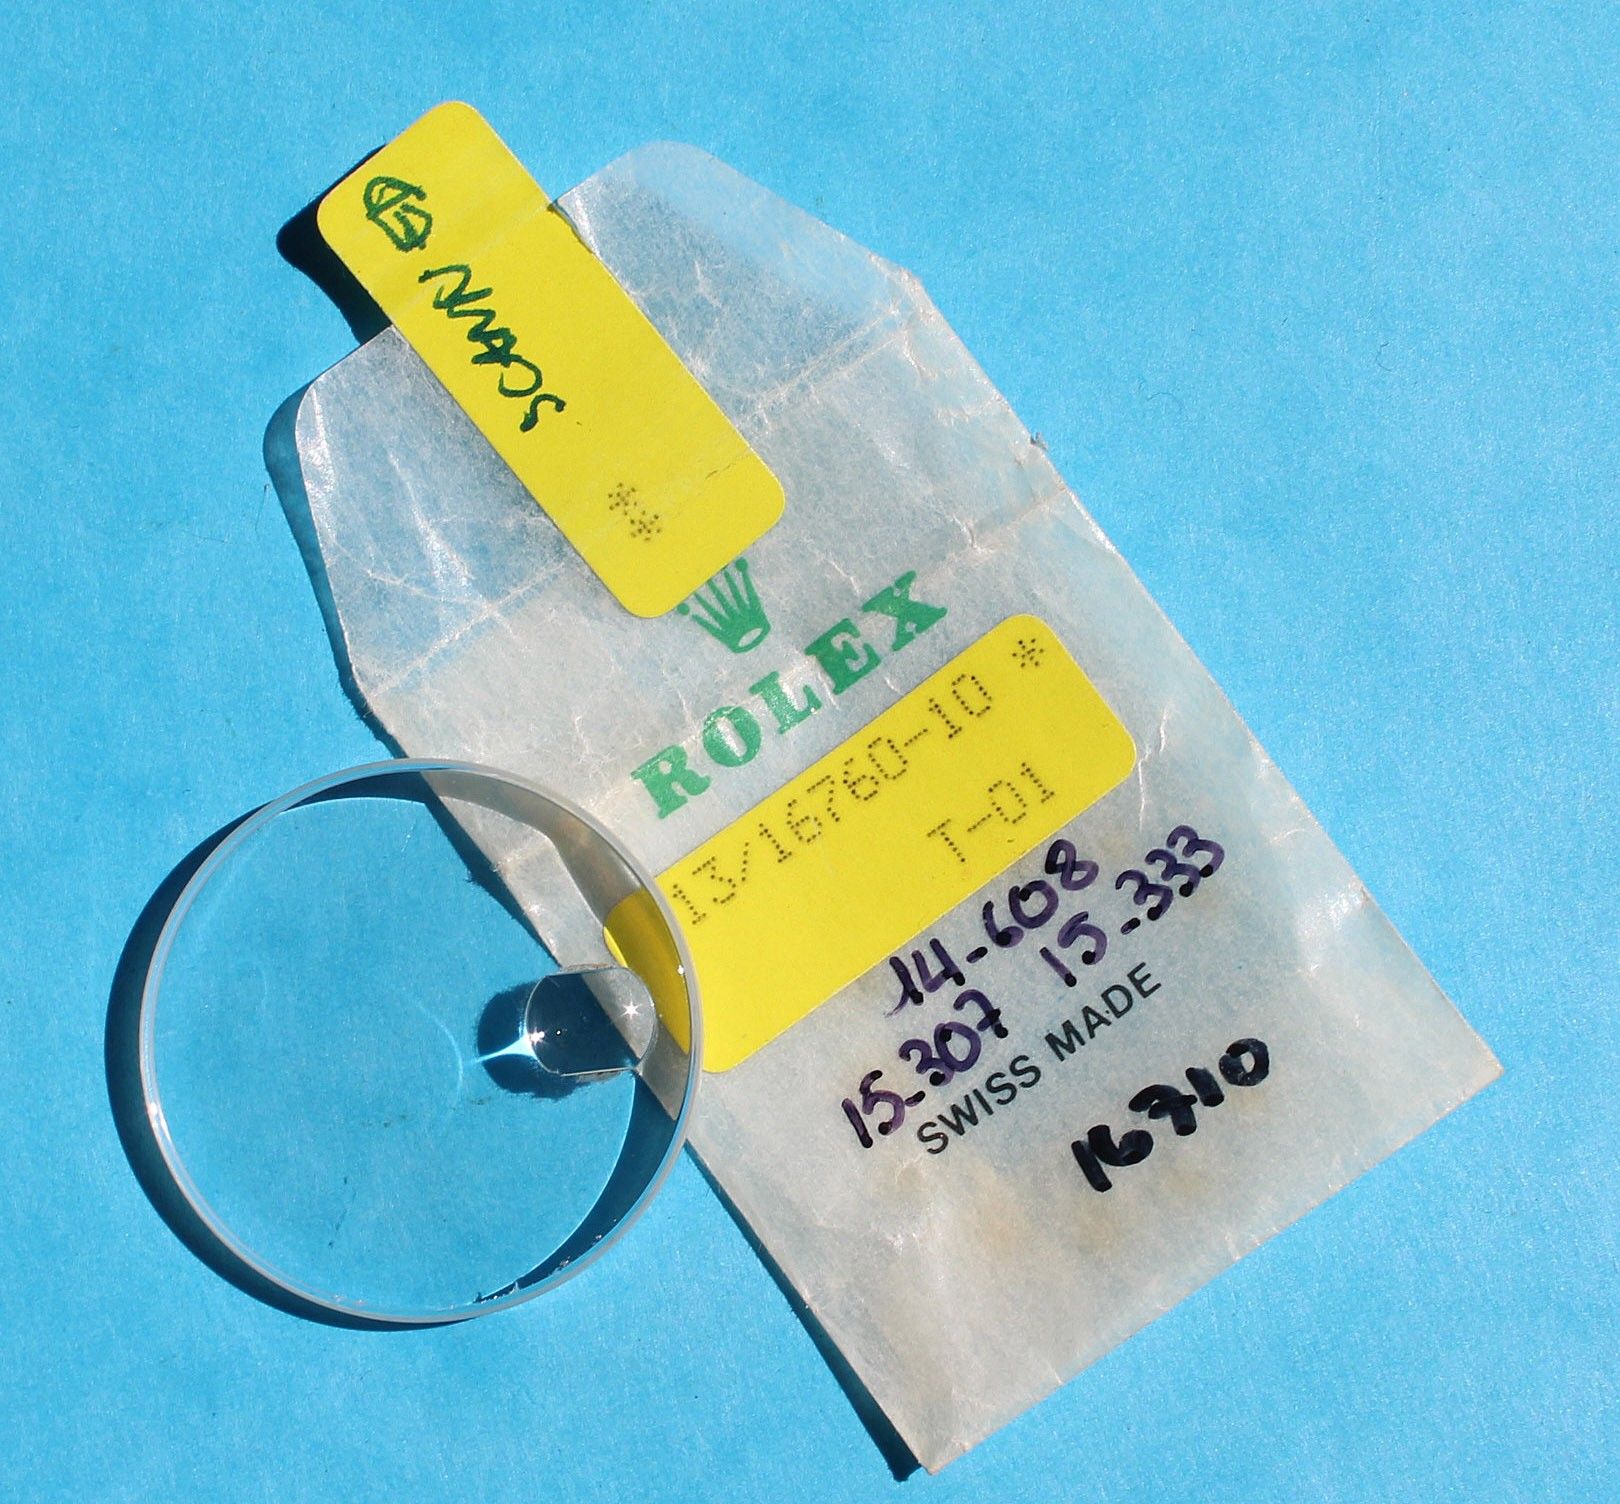 SCANN
**
ROLEX
13/16760-10 *
T-01
14-608
15-307 15-333
SWISS MADE
16710